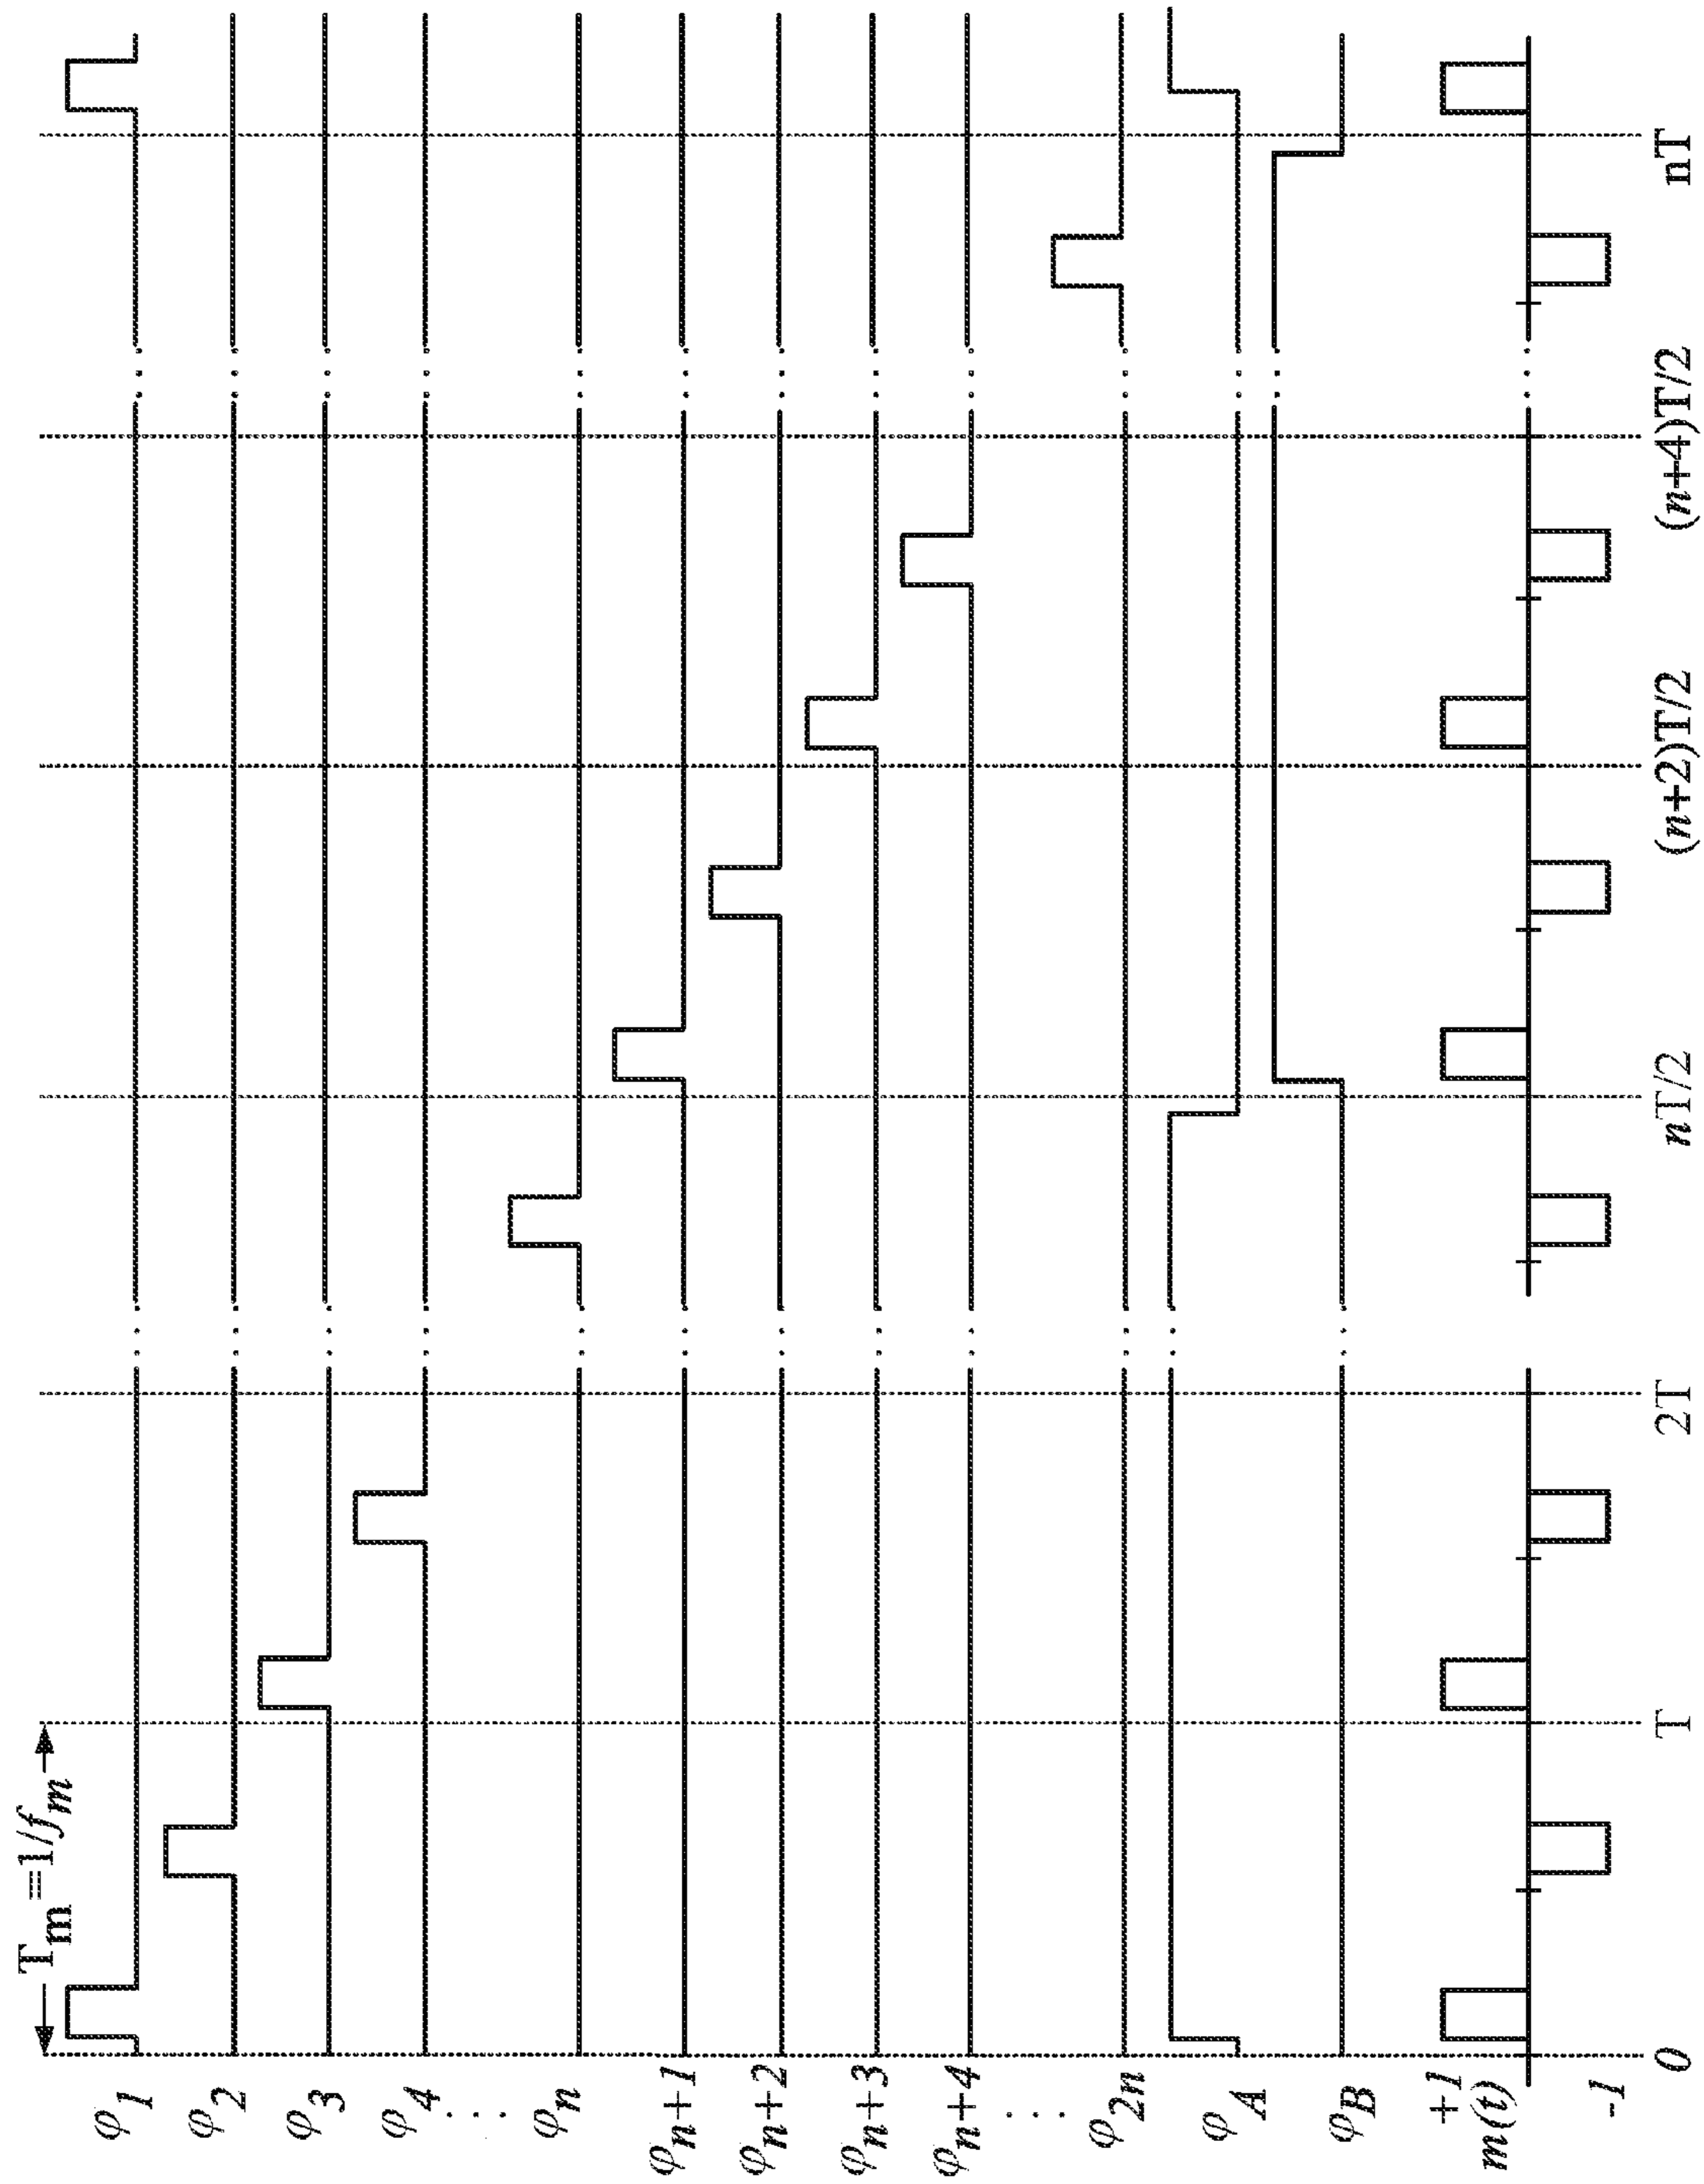 Tm =1/fm
φ1
φ2
φ3
φ4
...
φn
φn+1
φn+2
φn+3
φn+4
...
φ2n
φA
φB
+1
m(t)
-1
0
T
2T
nT/2
(n+2)T/2
(n+4)T/2
nT